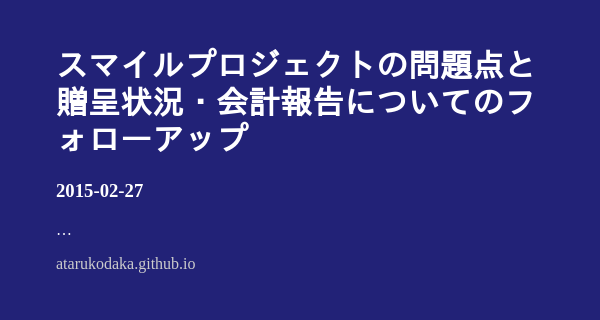 スマイルプロジェクトの問題点と
贈呈状況・会計報告についてのフ
ォローアップ
2015-02-27
...
atarukodaka.github.io